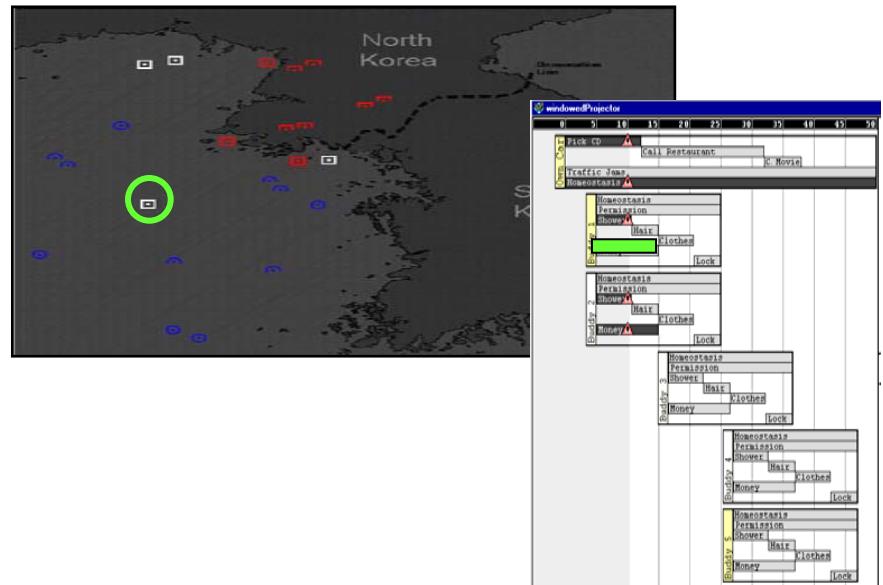 North
Korea
Demarcation
Line
S
K
windowedProjector
0 5 10 15 20 25 30 35 40 45 50
Own Car
Pick CD
Call Restaurant
C. Movie
Traffic Jams
Homeostasis
Buddy 1
Homeostasis
Permission
Shower
Hair
Clothes
Lock
Buddy 2
Homeostasis
Permission
Shower
Hair
Clothes
Money
Lock
Buddy 3
Homeostasis
Permission
Shower
Hair
Clothes
Money
Lock
Buddy 4
Homeostasis
Permission
Shower
Hair
Clothes
Money
Lock
Buddy 5
Homeostasis
Permission
Shower
Hair
Clothes
Money
Lock